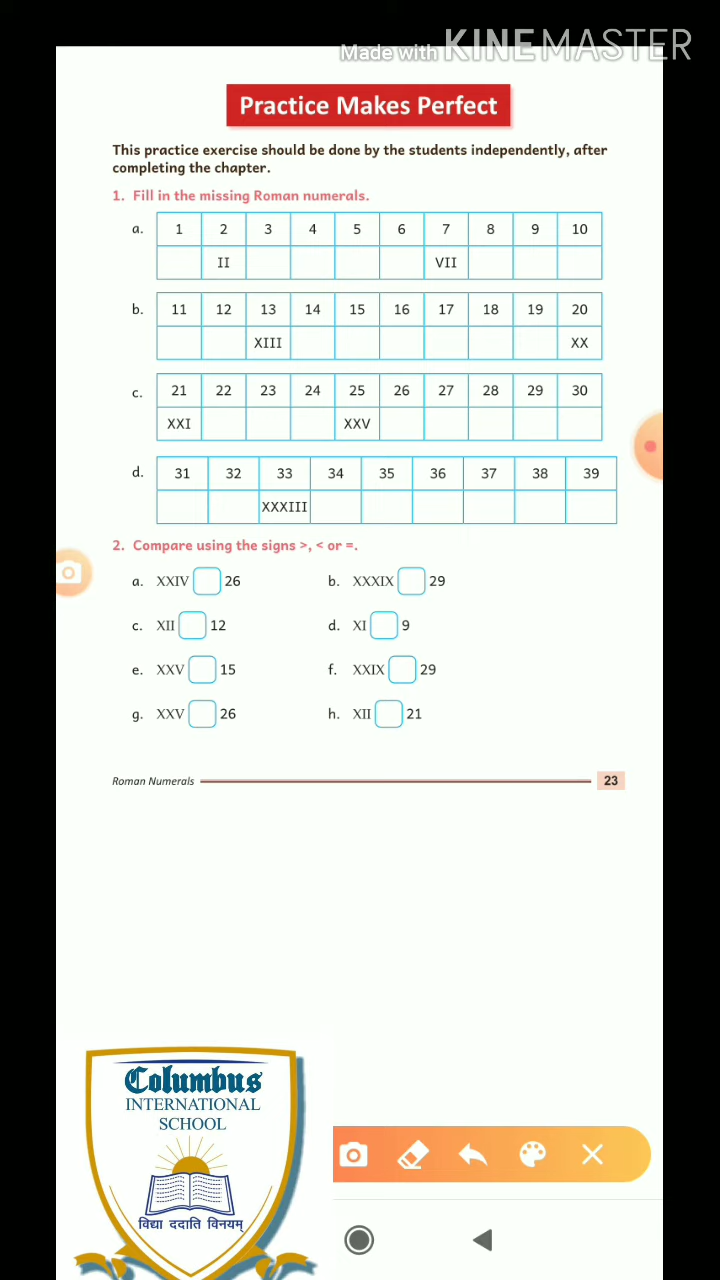 Made with KINEMASTER
Practice Makes Perfect
This practice exercise should be done by the students independently, after
completing the chapter.
1. Fill in the missing Roman numerals.
a. 1 2 3 4 5 6 7 8 9 10
II VII
b. 11 12 13 14 15 16 17 18 19 20
XIII XX
c. 21 22 23 24 25 26 27 28 29 30
XXI XXV
d. 31 32 33 34 35 36 37 38 39
XXXIII
2. Compare using the signs >, < or =.
a. XXIV 26 b. XXXIX 29
c. XII 12 d. XI 9
e. XXV 15 f. XXIX 29
g. XXV 26 h. XII 21
Roman Numerals 23
Columbus
INTERNATIONAL
SCHOOL
विद्या ददाति विनयम्